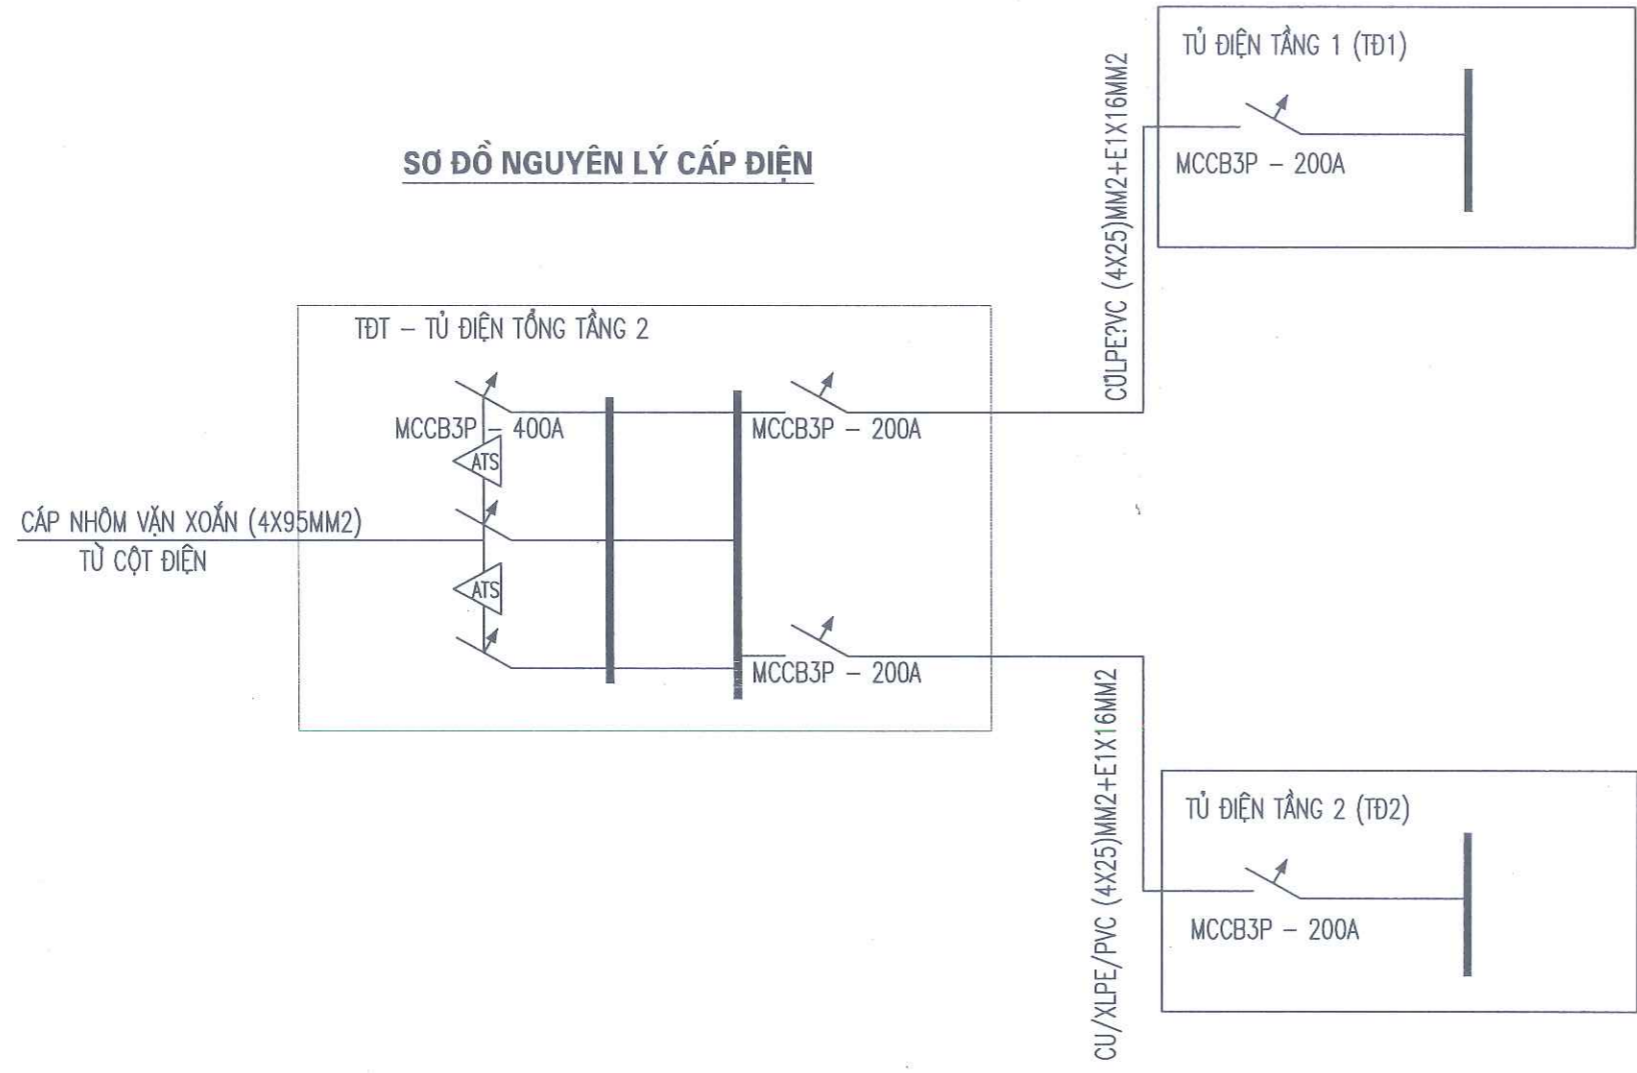 SƠ ĐỒ NGUYÊN LÝ CẤP ĐIỆN
TỦ ĐIỆN TẦNG 1 (TĐ1)
MCCB3P – 200A
CŨLPE?VC (4X25)MM2+E1X16MM2
TĐT – TỦ ĐIỆN TỔNG TẦNG 2
MCCB3P – 400A
MCCB3P – 200A
ATS
CÁP NHÔM VẶN XOẮN (4X95MM2)
TỪ CỘT ĐIỆN
ATS
MCCB3P – 200A
CU/XLPE/PVC (4X25)MM2+E1X16MM2
TỦ ĐIỆN TẦNG 2 (TĐ2)
MCCB3P – 200A